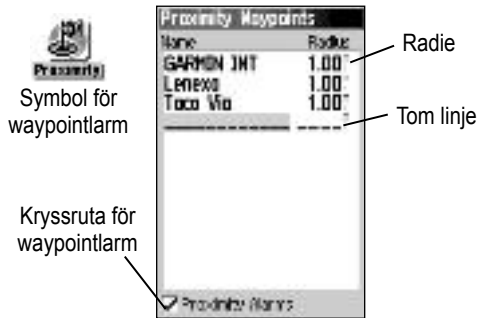 Proximity
Symbol för
waypointlarm
Kryssruta för
waypointlarm
Proximity Waypoints
Name Radius
GARMIN INT 1.00
Lenexa 1.00
Taco Via 1.00
Proximity Alarms
Radie
Tom linje